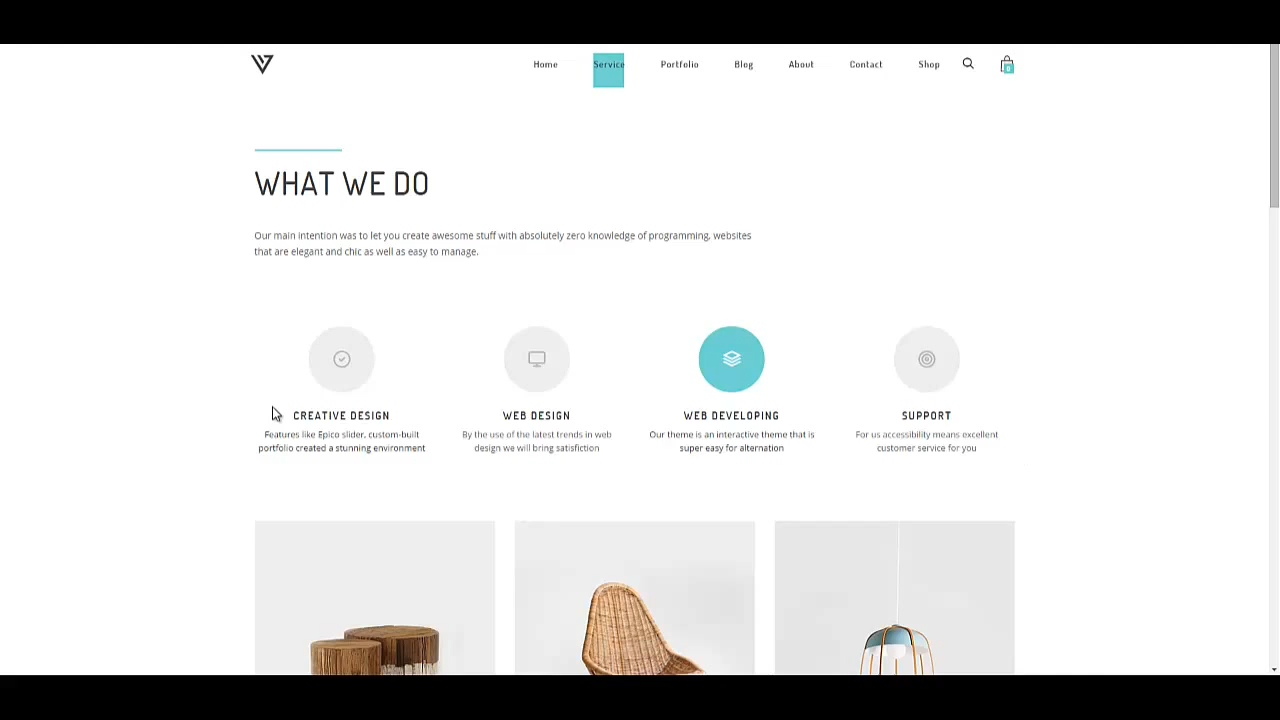 Home Service Portfolio Blog About Contact Shop 0
WHAT WE DO
Our main intention was to let you create awesome stuff with absolutely zero knowledge of programming, websites
that are elegant and chic as well as easy to manage.
CREATIVE DESIGN
Features like Epico slider, custom-built
portfolio created a stunning environment
WEB DESIGN
By the use of the latest trends in web
design we will bring satisfiction
WEB DEVELOPING
Our theme is an interactive theme that is
super easy for alternation
SUPPORT
For us accessibility means excellent
customer service for you